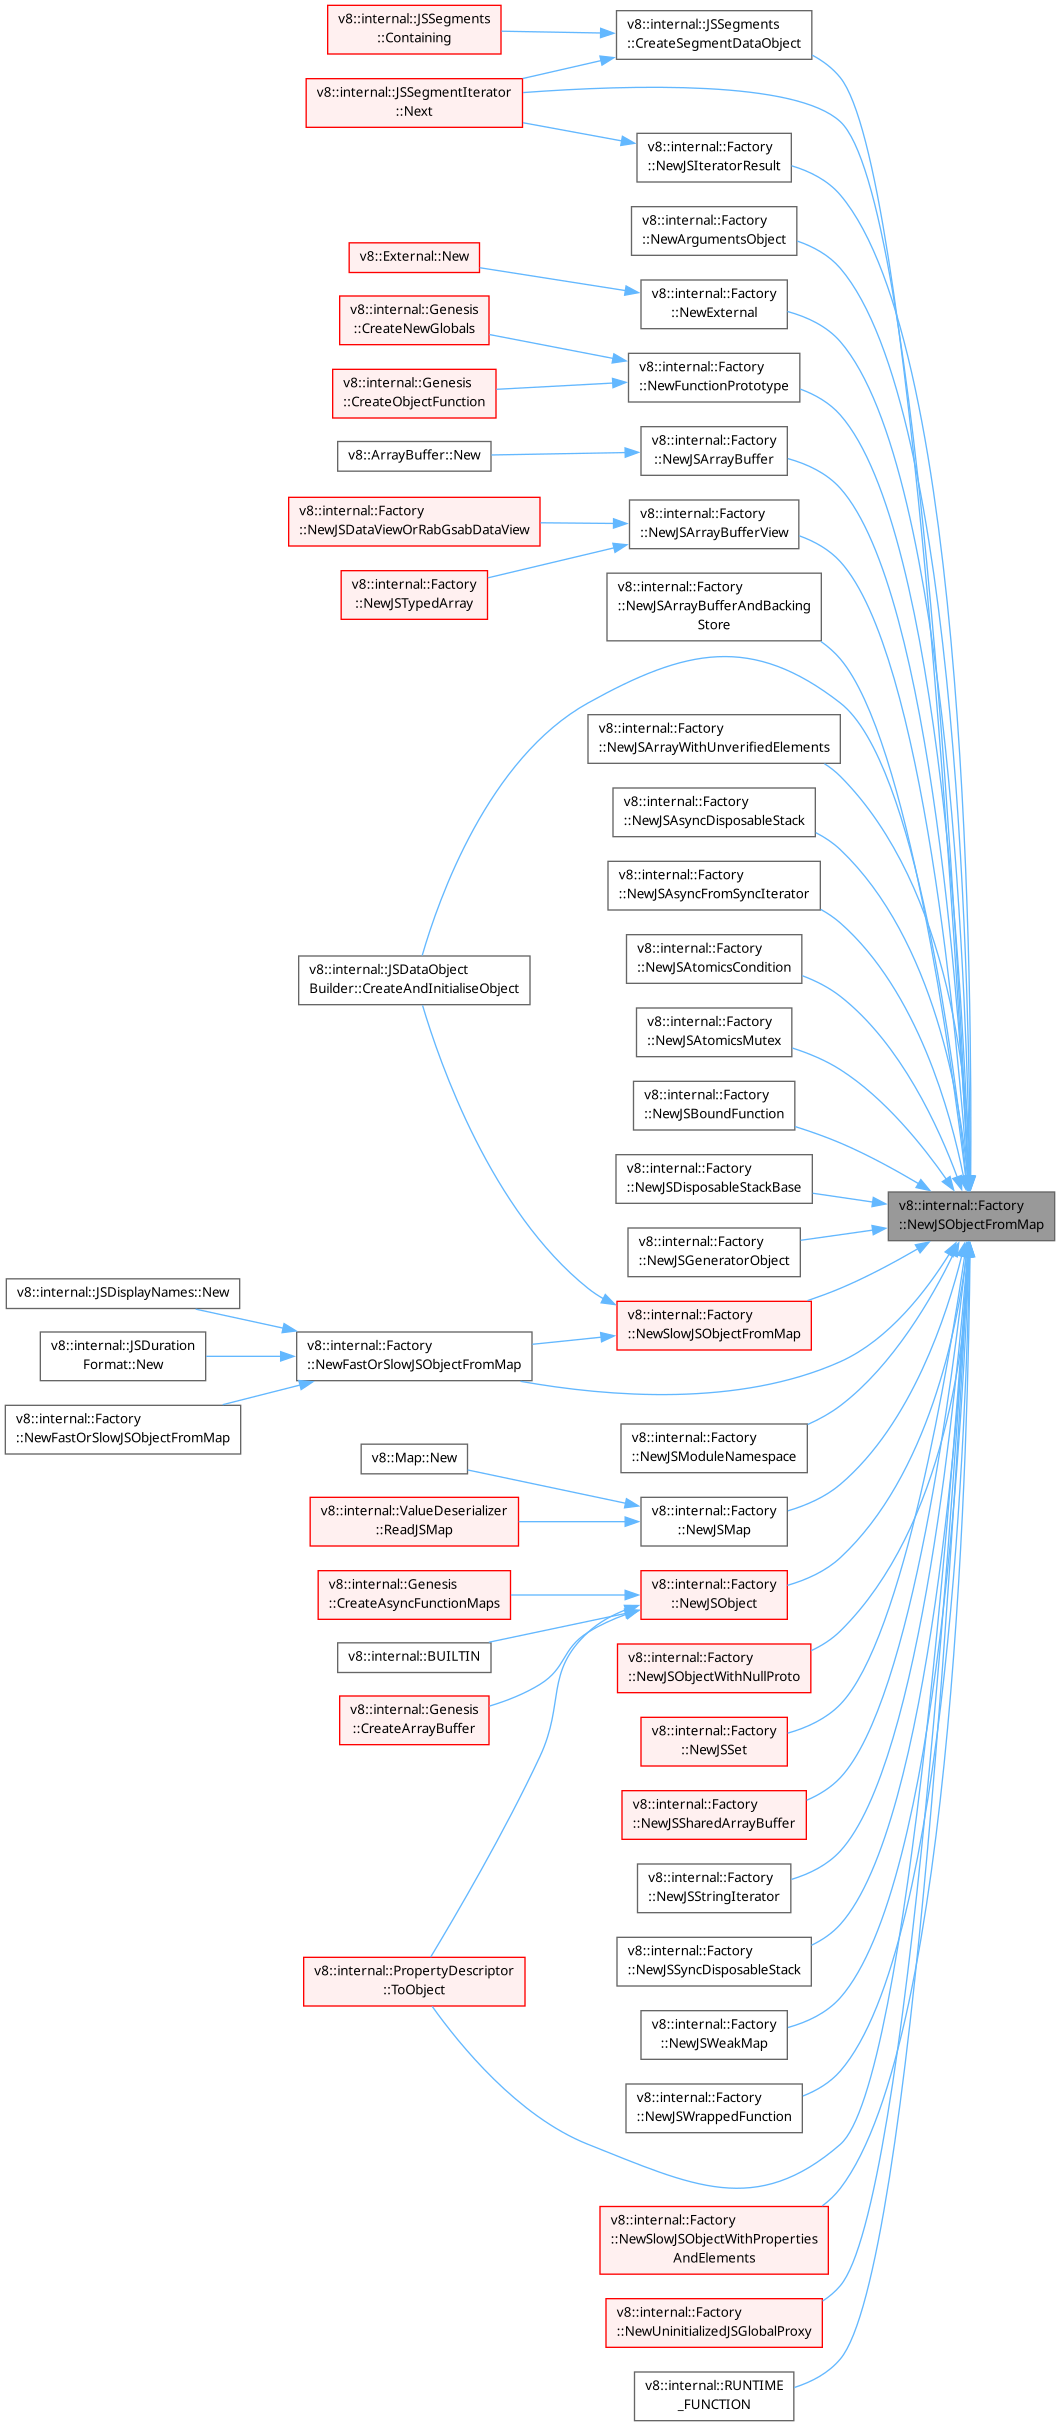 v8::internal::JSSegments
::Containing
v8::internal::JSSegments
::CreateSegmentDataObject
v8::internal::JSSegmentIterator
::Next
v8::internal::Factory
::NewJSIteratorResult
v8::internal::Factory
::NewArgumentsObject
v8::External::New
v8::internal::Factory
::NewExternal
v8::internal::Genesis
::CreateNewGlobals
v8::internal::Factory
::NewFunctionPrototype
v8::internal::Genesis
::CreateObjectFunction
v8::ArrayBuffer::New
v8::internal::Factory
::NewJSArrayBuffer
v8::internal::Factory
::NewJSDataViewOrRabGsabDataView
v8::internal::Factory
::NewJSArrayBufferView
v8::internal::Factory
::NewJSTypedArray
v8::internal::Factory
::NewJSArrayBufferAndBacking
Store
v8::internal::Factory
::NewJSArrayWithUnverifiedElements
v8::internal::Factory
::NewJSAsyncDisposableStack
v8::internal::Factory
::NewJSAsyncFromSyncIterator
v8::internal::JSDataObject
Builder::CreateAndInitialiseObject
v8::internal::Factory
::NewJSAtomicsCondition
v8::internal::Factory
::NewJSAtomicsMutex
v8::internal::Factory
::NewJSBoundFunction
v8::internal::Factory
::NewJSDisposableStackBase
v8::internal::Factory
::NewJSObjectFromMap
v8::internal::Factory
::NewJSGeneratorObject
v8::internal::JSDisplayNames::New
v8::internal::Factory
::NewSlowJSObjectFromMap
v8::internal::JSDuration
Format::New
v8::internal::Factory
::NewFastOrSlowJSObjectFromMap
v8::internal::Factory
::NewFastOrSlowJSObjectFromMap
v8::internal::Factory
::NewJSModuleNamespace
v8::Map::New
v8::internal::ValueDeserializer
::ReadJSMap
v8::internal::Factory
::NewJSMap
v8::internal::Genesis
::CreateAsyncFunctionMaps
v8::internal::Factory
::NewJSObject
v8::internal::BUILTIN
v8::internal::Factory
::NewJSObjectWithNullProto
v8::internal::Genesis
::CreateArrayBuffer
v8::internal::Factory
::NewJSSet
v8::internal::Factory
::NewJSSharedArrayBuffer
v8::internal::Factory
::NewJSStringIterator
v8::internal::Factory
::NewJSSyncDisposableStack
v8::internal::PropertyDescriptor
::ToObject
v8::internal::Factory
::NewJSWeakMap
v8::internal::Factory
::NewJSWrappedFunction
v8::internal::Factory
::NewSlowJSObjectWithProperties
AndElements
v8::internal::Factory
::NewUninitializedJSGlobalProxy
v8::internal::RUNTIME
_FUNCTION